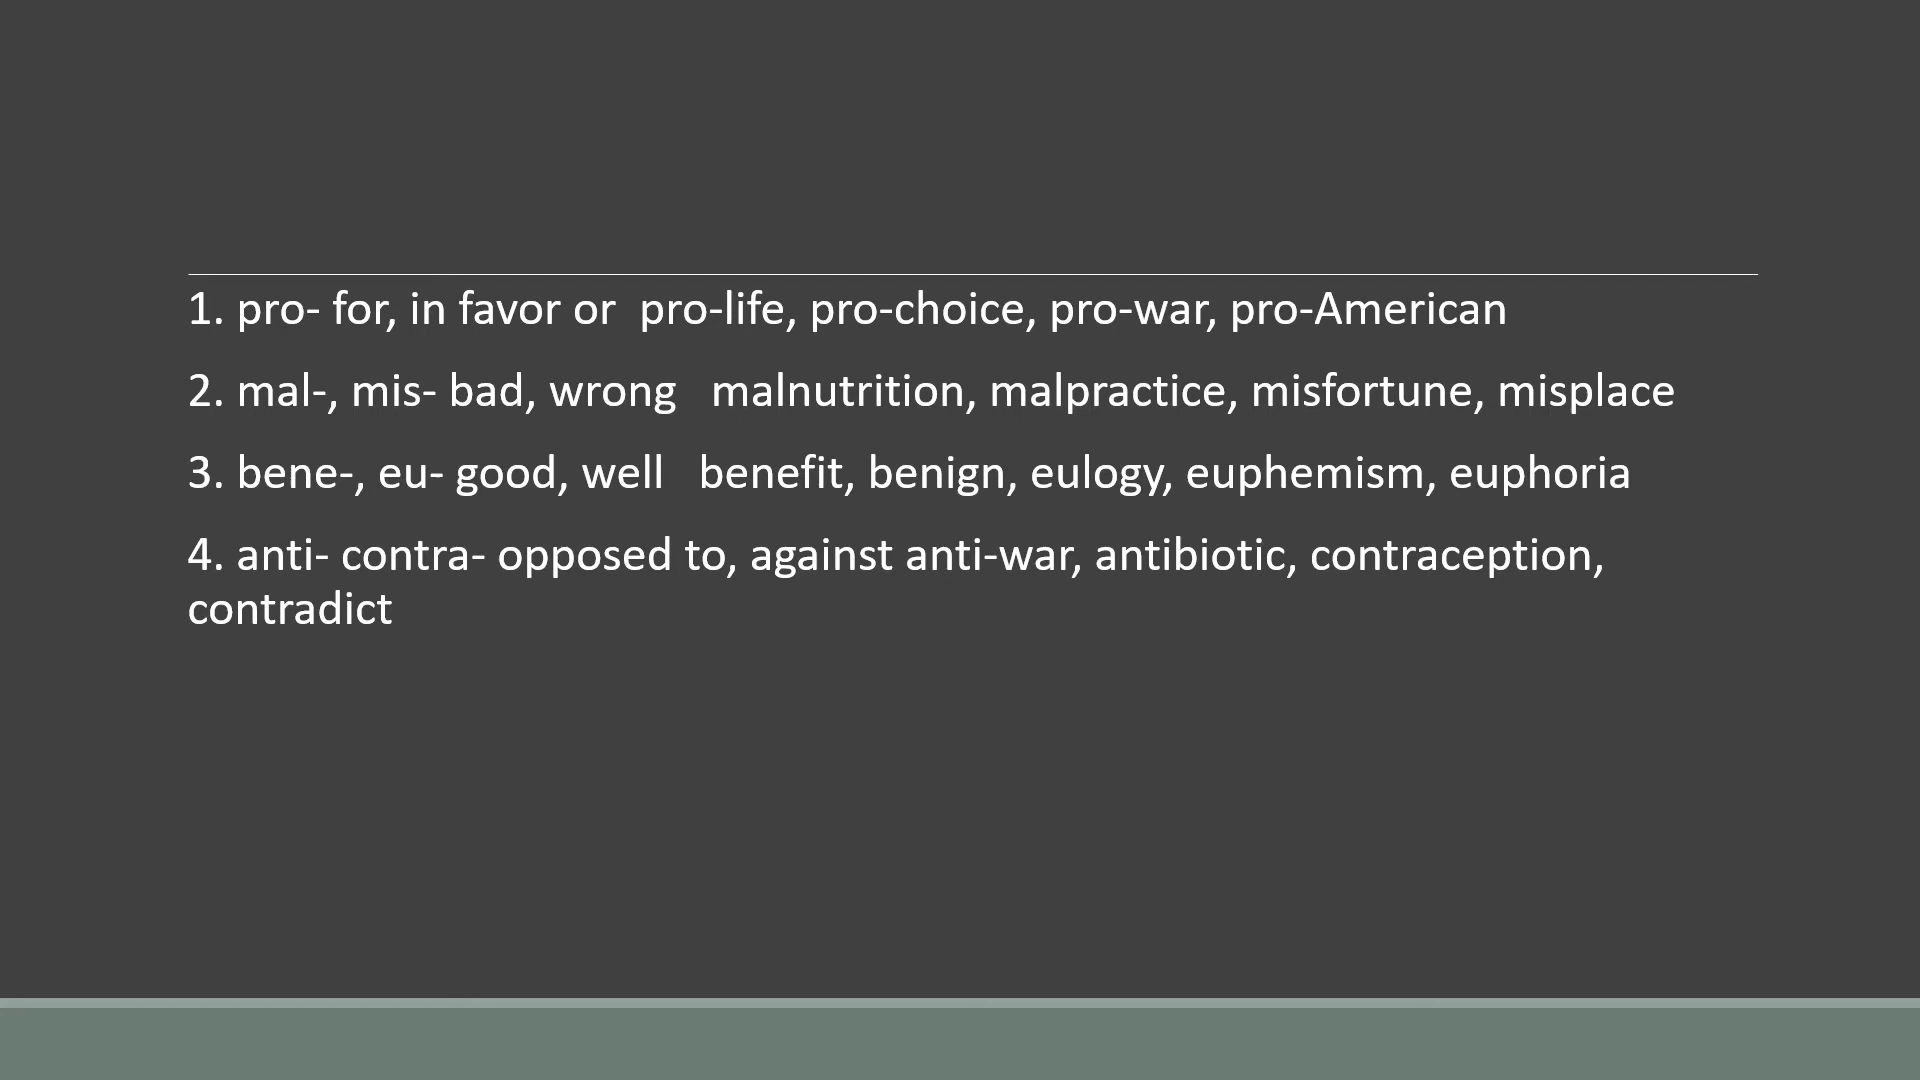 1. pro- for, in favor or  pro-life, pro-choice, pro-war, pro-American
2. mal-, mis- bad, wrong   malnutrition, malpractice, misfortune, misplace
3. bene-, eu- good, well   benefit, benign, eulogy, euphemism, euphoria
4. anti- contra- opposed to, against anti-war, antibiotic, contraception,
contradict